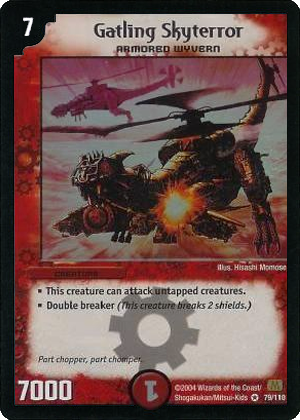 7
Gatling Skyterror
ARMORED WYVERN
Illus. Hisashi Momose
CREATURE
■ This creature can attack untapped creatures.
■ Double breaker (This creature breaks 2 shields.)
Part chopper, part chomper.
7000
1
©2004 Wizards of the Coast/
Shogakukan/Mitsui-Kids ✪ 79/110